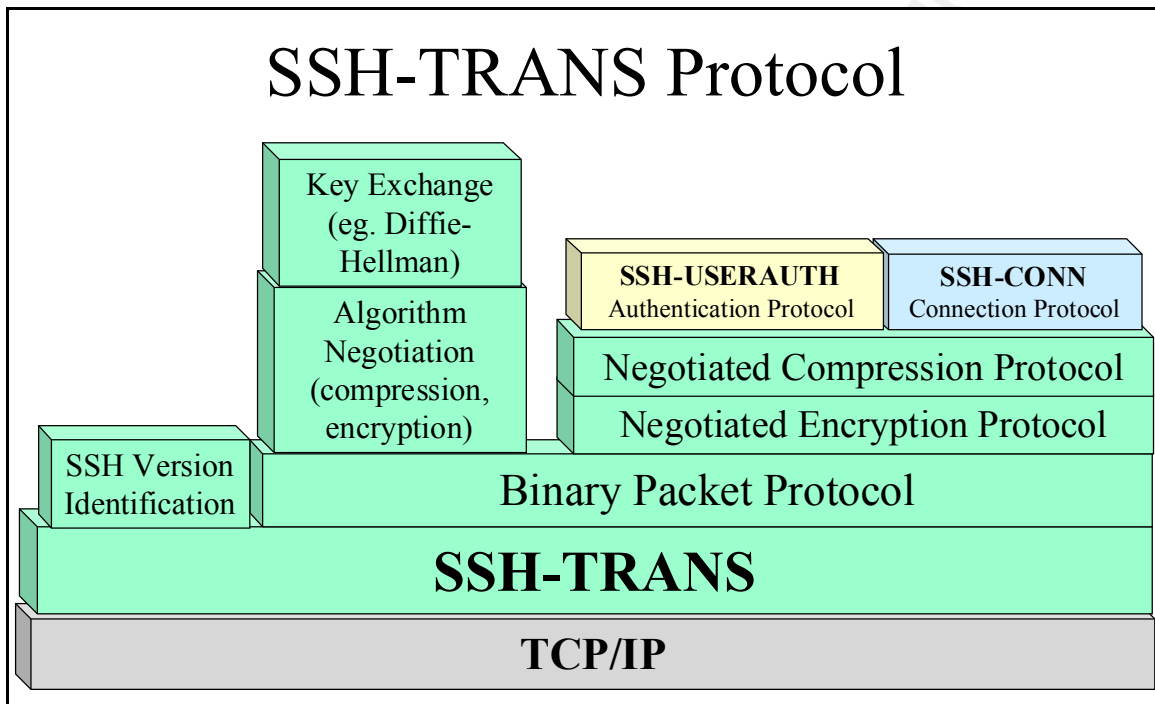 SSH-TRANS Protocol
Key Exchange
(eg. Diffie-
Hellman)
Algorithm
Negotiation
(compression,
encryption)
SSH-USERAUTH
Authentication Protocol
SSH-CONN
Connection Protocol
Negotiated Compression Protocol
Negotiated Encryption Protocol
SSH Version
Identification
Binary Packet Protocol
SSH-TRANS
TCP/IP